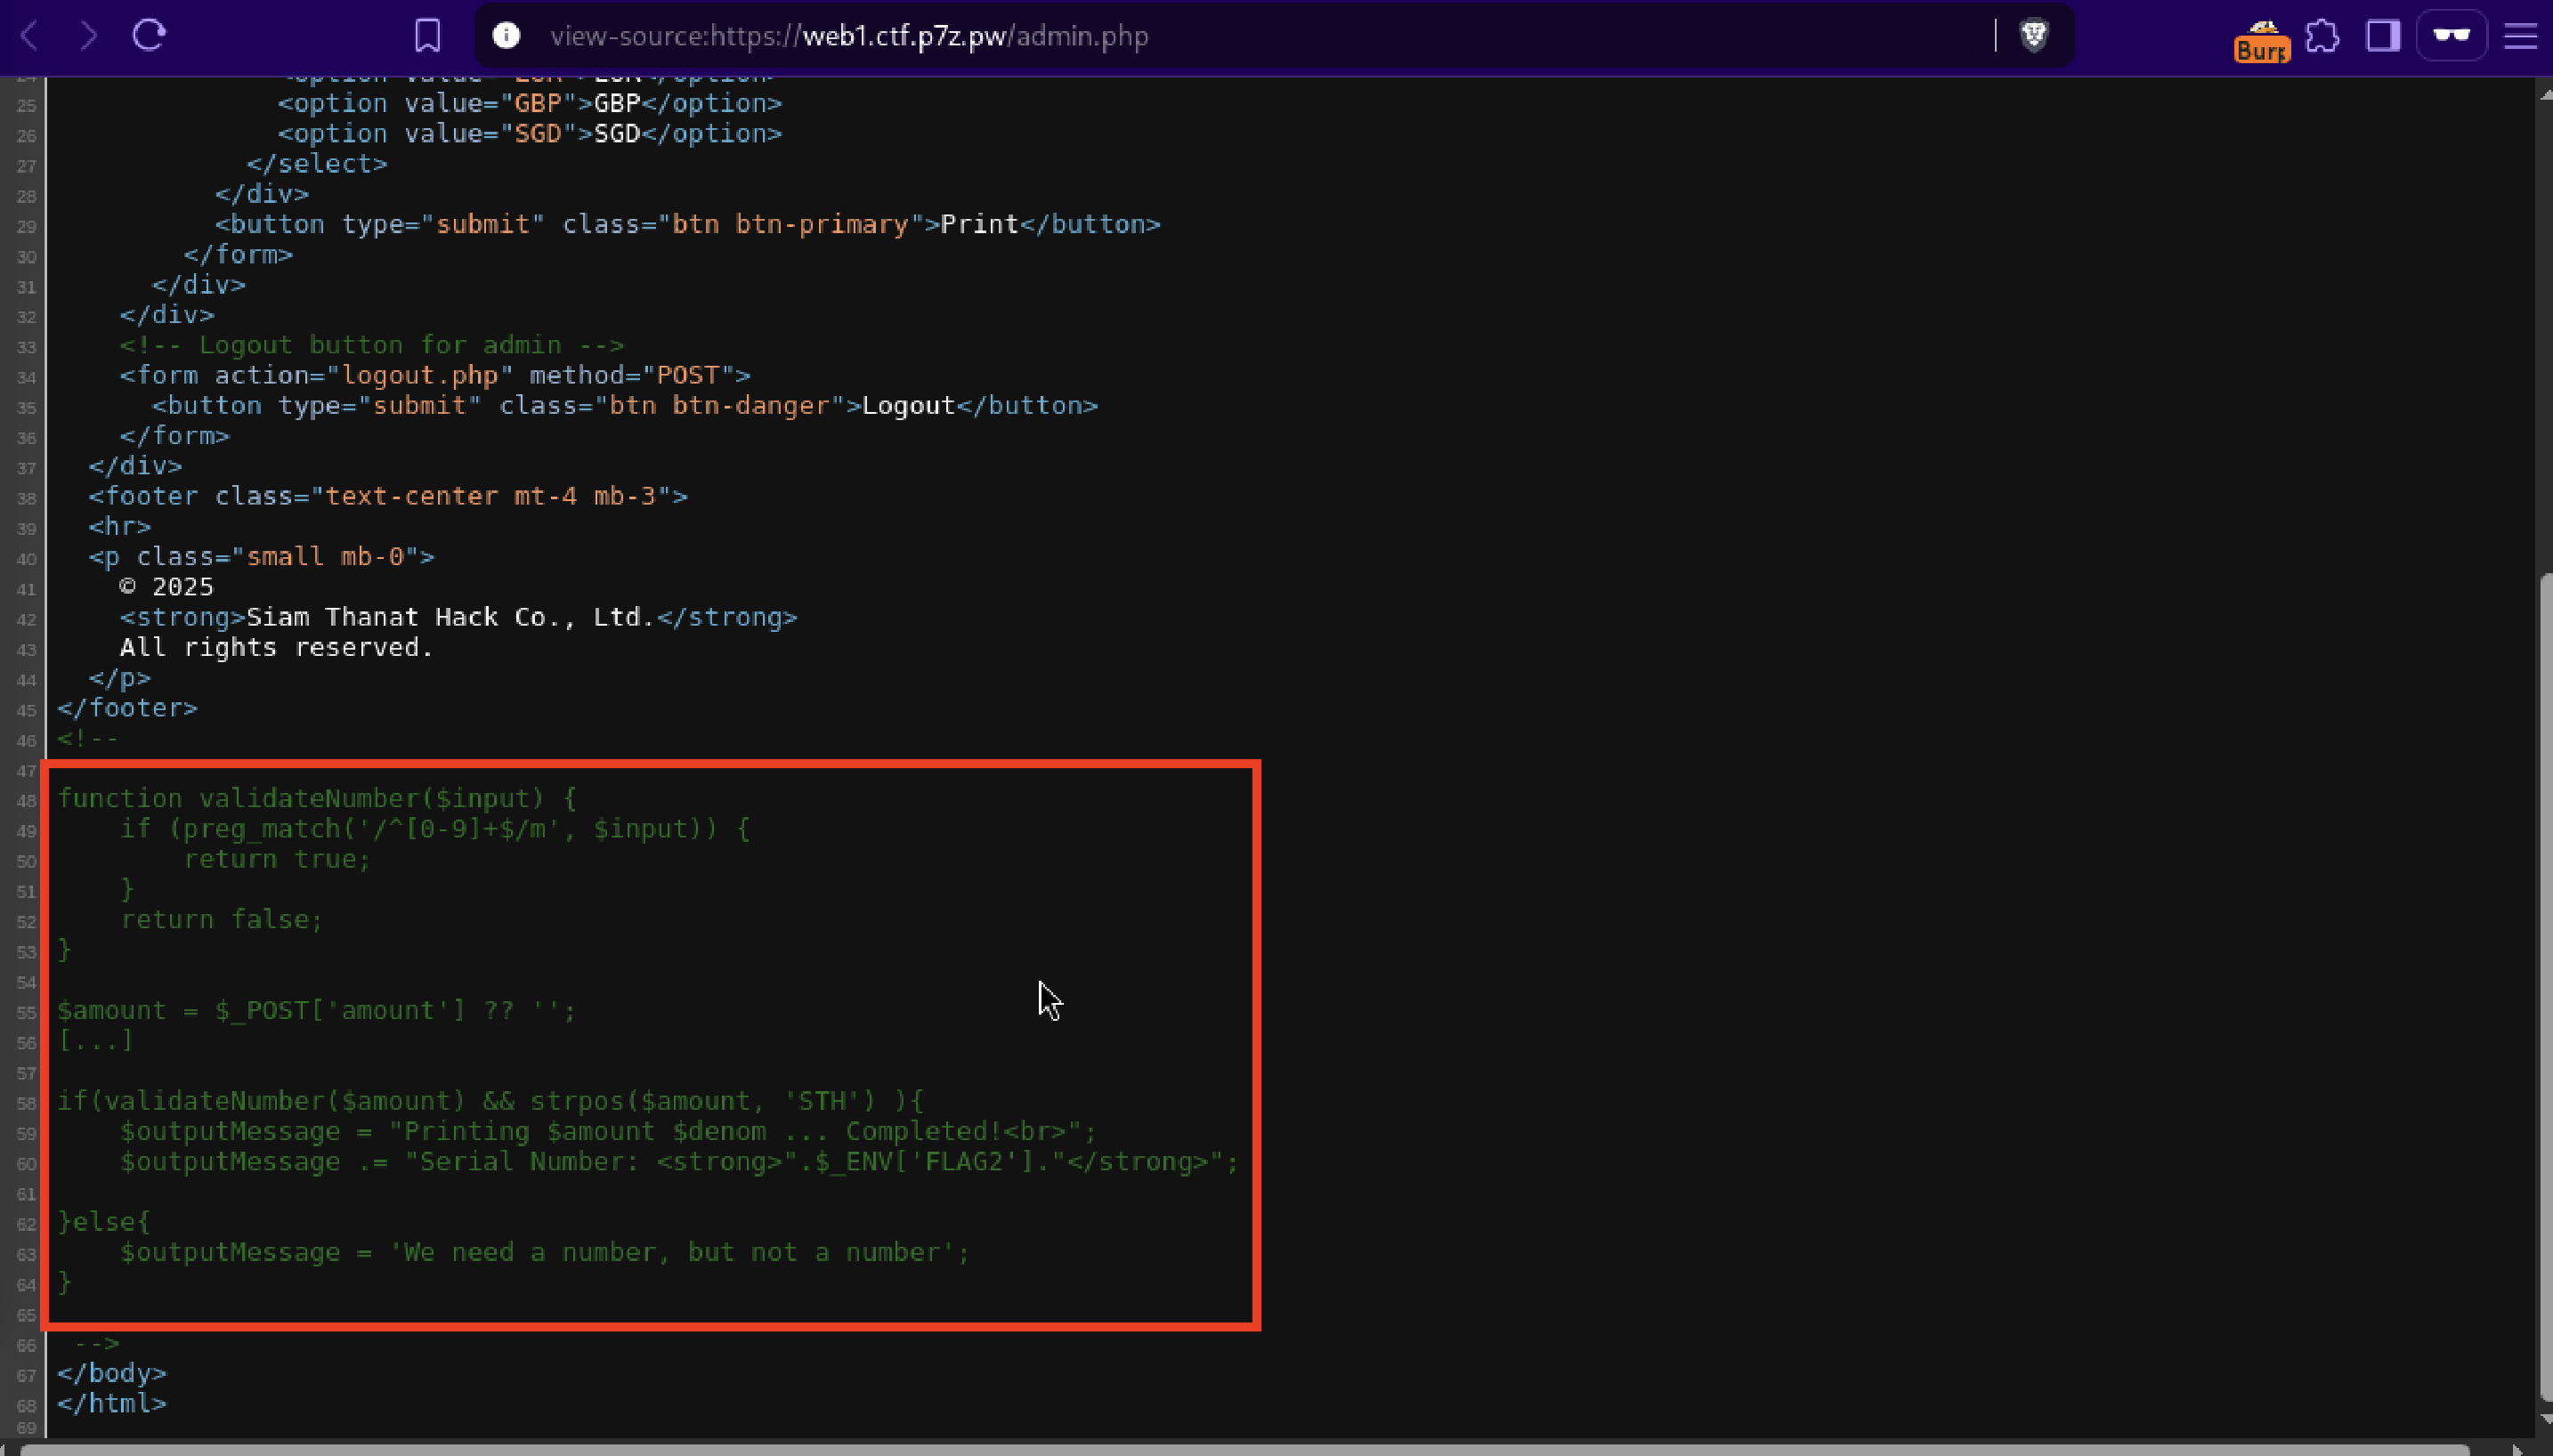 view-source:https://web1.ctf.p7z.pw/admin.php
Burp
25 <option value="GBP">GBP</option>
26 <option value="SGD">SGD</option>
27 </select>
28 </div>
29 <button type="submit" class="btn btn-primary">Print</button>
30 </form>
31 </div>
32 </div>
33 <!-- Logout button for admin -->
34 <form action="logout.php" method="POST">
35 <button type="submit" class="btn btn-danger">Logout</button>
36 </form>
37 </div>
38 <footer class="text-center mt-4 mb-3">
39 <hr>
40 <p class="small mb-0">
41 © 2025
42 <strong>Siam Thanat Hack Co., Ltd.</strong>
43 All rights reserved.
44 </p>
45 </footer>
46 <!--
47
48 function validateNumber($input) {
49 if (preg_match('/^[0-9]+$/m', $input)) {
50 return true;
51 }
52 return false;
53 }
54
55 $amount = $_POST['amount'] ?? '';
56 [...]
57
58 if(validateNumber($amount) && strpos($amount, 'STH') ){
59 $outputMessage = "Printing $amount $denom ... Completed!<br>";
60 $outputMessage .= "Serial Number: <strong>".$_ENV['FLAG2']."</strong>";
61
62 }else{
63 $outputMessage = 'We need a number, but not a number';
64 }
65
66 -->
67 </body>
68 </html>
69